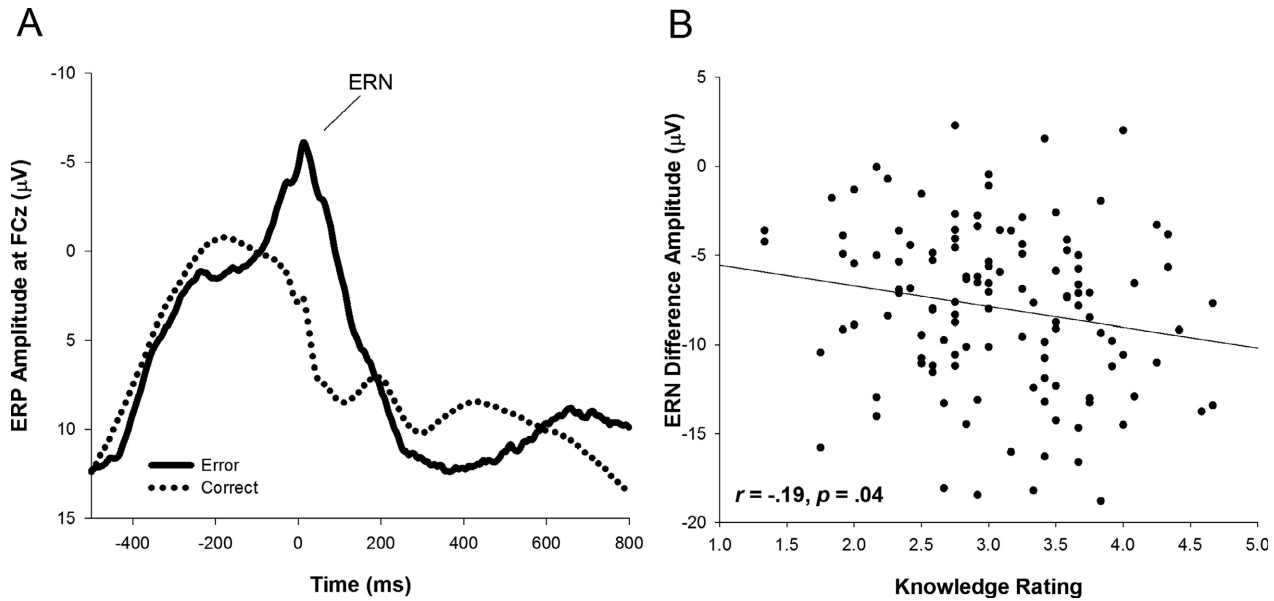 A
ERP Amplitude at FCz (µV)
-10
-5
0
5
10
15
ERN
Error
Correct
-400 -200 0 200 400 600 800
Time (ms)
B
ERN Difference Amplitude (µV)
5
0
-5
-10
-15
-20
r = -.19, p = .04
1.0 1.5 2.0 2.5 3.0 3.5 4.0 4.5 5.0
Knowledge Rating